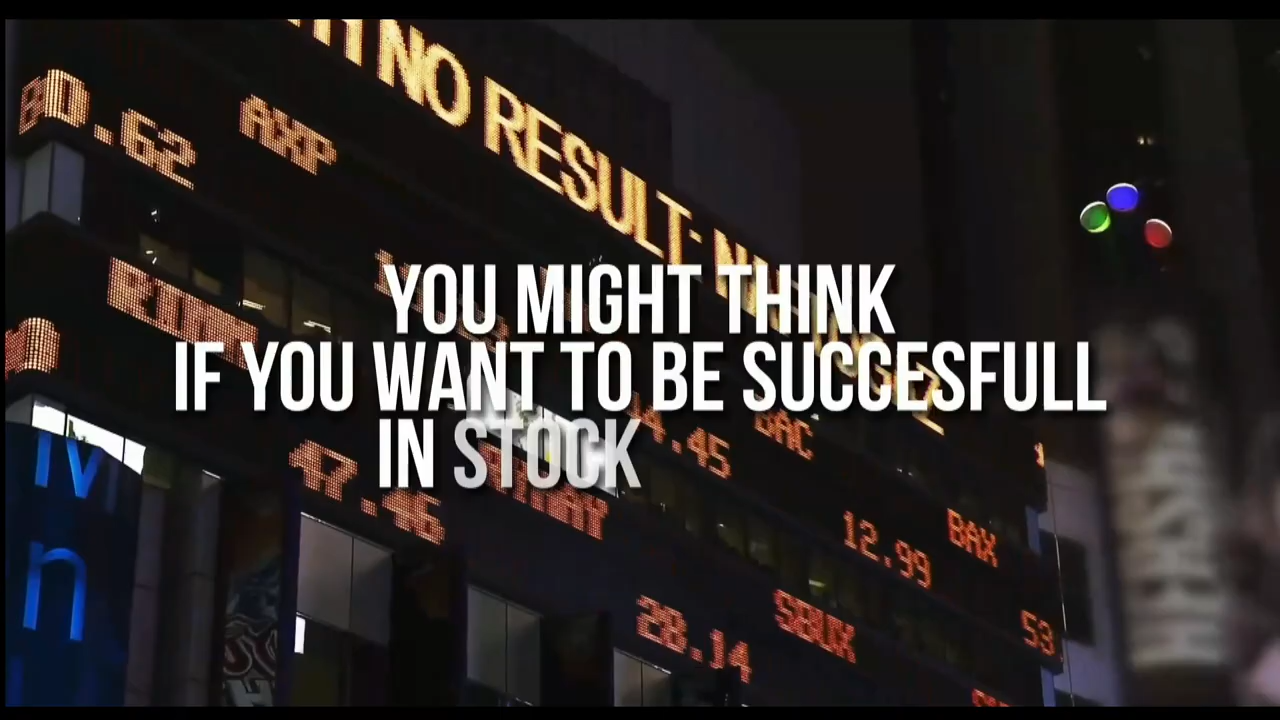 NO RESULT-
80.62
AXP
YOU MIGHT THINK
IF YOU WANT TO BE SUCCESFULL
IN STOCK
14.45
BAC
47.46
12.99
BAX
28.14
SBUX
53